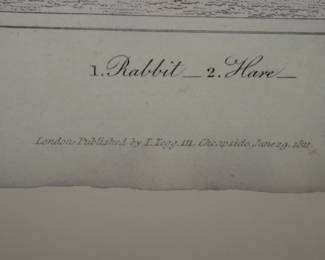 1. Rabbit — 2. Hare —
London, Published by T. Tegg, 111, Cheapside, June 29,